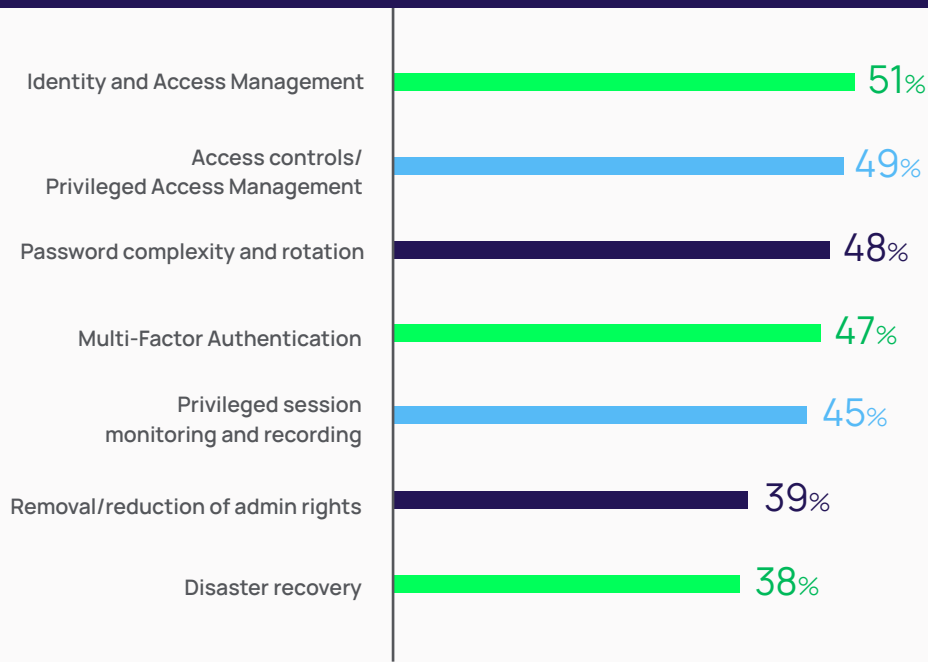 Identity and Access Management
51%
Access controls/
Privileged Access Management
49%
Password complexity and rotation
48%
Multi-Factor Authentication
47%
Privileged session
monitoring and recording
45%
Removal/reduction of admin rights
39%
Disaster recovery
38%